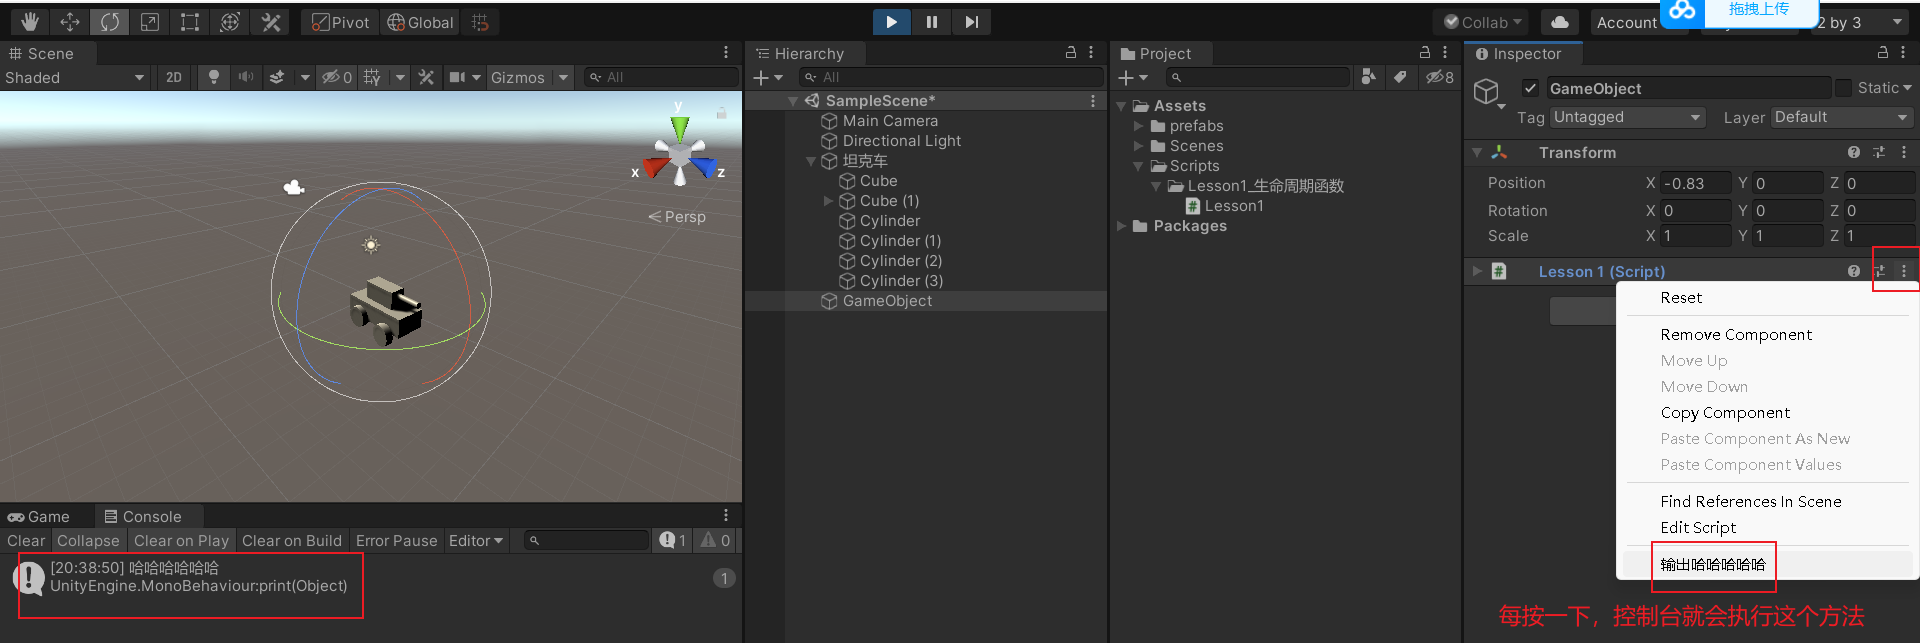 Pivot Global Collab Account 拖拽上传 2 by 3
Scene
Shaded 2D 0 Gizmos All
y
x z
Persp
Game Console
Clear Collapse Clear on Play Clear on Build Error Pause Editor 1 0
[20:38:50] 哈哈哈哈哈哈
UnityEngine.MonoBehaviour:print(Object) 1
Hierarchy
All
SampleScene*
Main Camera
Directional Light
坦克车
Cube
Cube (1)
Cylinder
Cylinder (1)
Cylinder (2)
Cylinder (3)
GameObject
Project
8
Assets
prefabs
Scenes
Scripts
Lesson1_生命周期函数
Lesson1
Packages
Inspector
GameObject Static
Tag Untagged Layer Default
Transform
Position X -0.83 Y 0 Z 0
Rotation X 0 Y 0 Z 0
Scale X 1 Y 1 Z 1
Lesson 1 (Script)
Reset
Remove Component
Move Up
Move Down
Copy Component
Paste Component As New
Paste Component Values
Find References In Scene
Edit Script
输出哈哈哈哈哈
每按一下，控制台就会执行这个方法